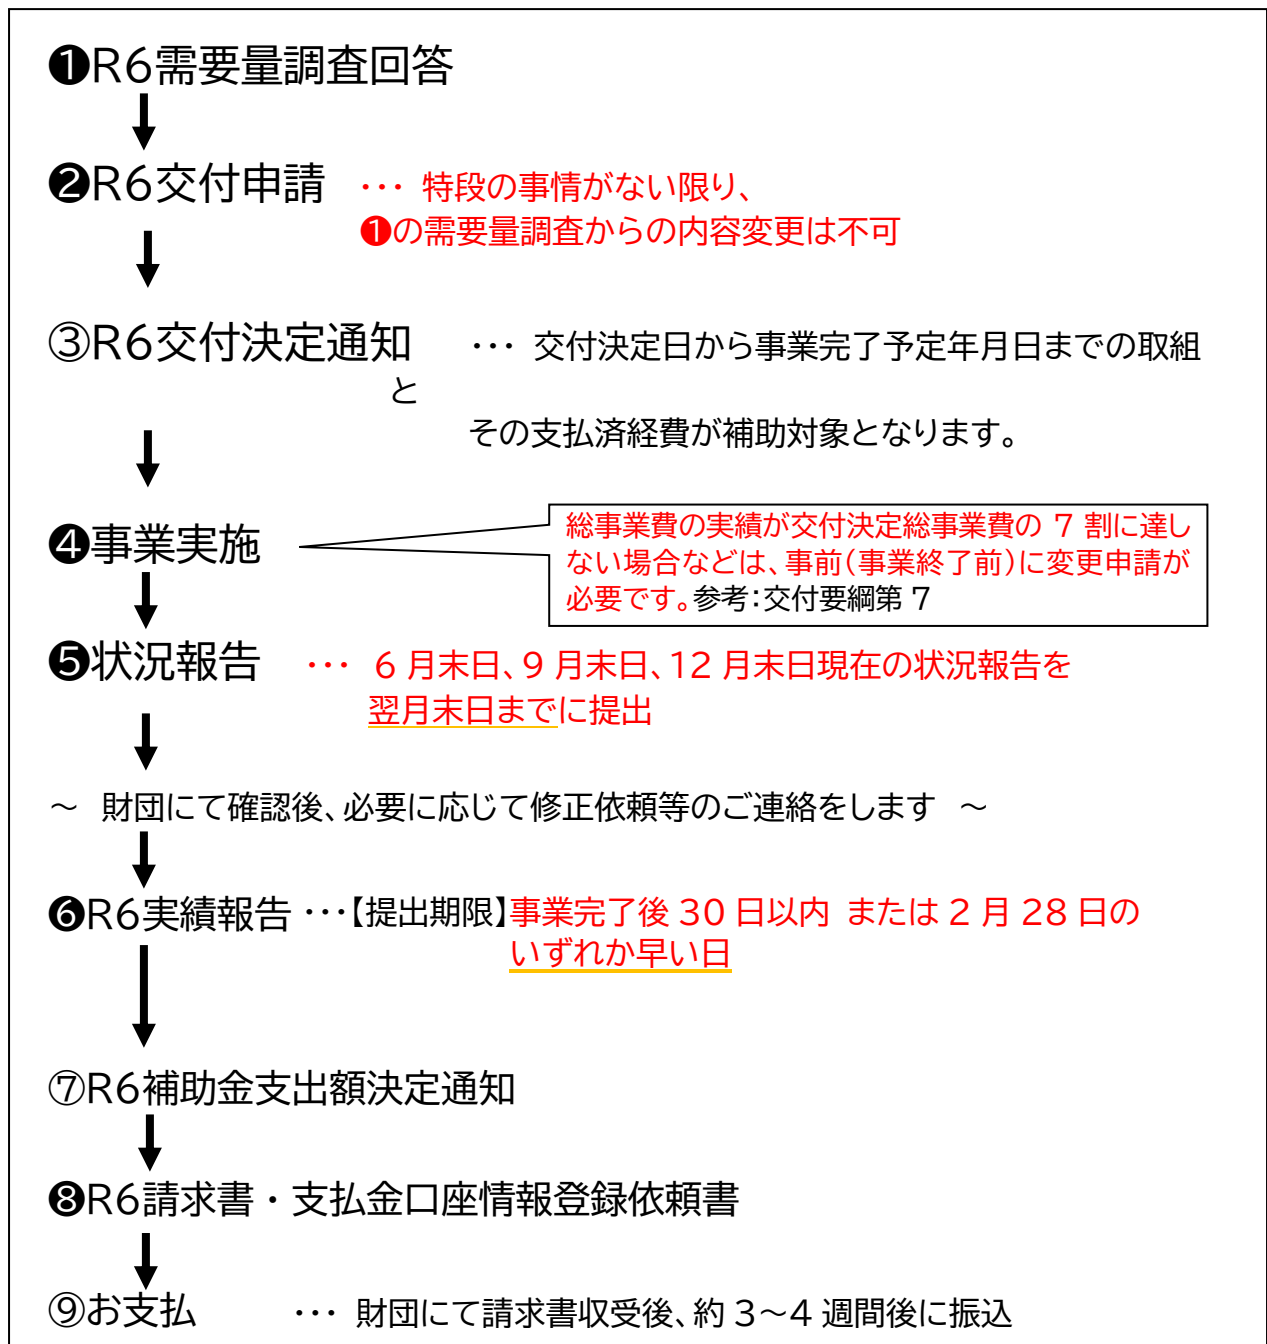 ❶R6需要量調査回答
❷R6交付申請 ・・・ 特段の事情がない限り、
❶の需要量調査からの内容変更は不可
③R6交付決定通知 ・・・ 交付決定日から事業完了予定年月日までの取組
と
その支払済経費が補助対象となります。
❹事業実施
総事業費の実績が交付決定総事業費の 7 割に達し
ない場合などは、事前(事業終了前)に変更申請が
必要です。参考:交付要綱第 7
❺状況報告 ・・・ 6 月末日、9 月末日、12 月末日現在の状況報告を
翌月末日までに提出
～ 財団にて確認後、必要に応じて修正依頼等のご連絡をします ～
❻R6実績報告 ・・・【提出期限】事業完了後 30 日以内 または 2 月 28 日の
いずれか早い日
⑦R6補助金支出額決定通知
❽R6請求書・支払金口座情報登録依頼書
⑨お支払 ・・・ 財団にて請求書収受後、約 3～4 週間後に振込